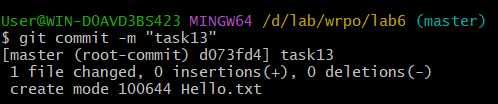 User@WIN-DOAVD3BS423 MINGW64 /d/lab/wrpo/lab6 (master)
$ git commit -m "task13"
[master (root-commit) d073fd4] task13
 1 file changed, 0 insertions(+), 0 deletions(-)
 create mode 100644 Hello.txt